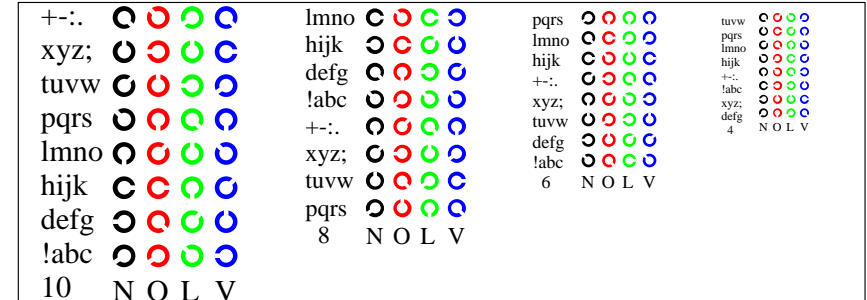 +-:.
xyz;
tuvw
pqrs
lmno
hijk
defg
!abc
10 N O L V
lmno
hijk
defg
!abc
+-:.
xyz;
tuvw
pqrs
8 N O L V
pqrs
lmno
hijk
+-:.
xyz;
tuvw
defg
!abc
6 N O L V
tuvw
pqrs
lmno
hijk
+-:.
!abc
xyz;
defg
4 N O L V